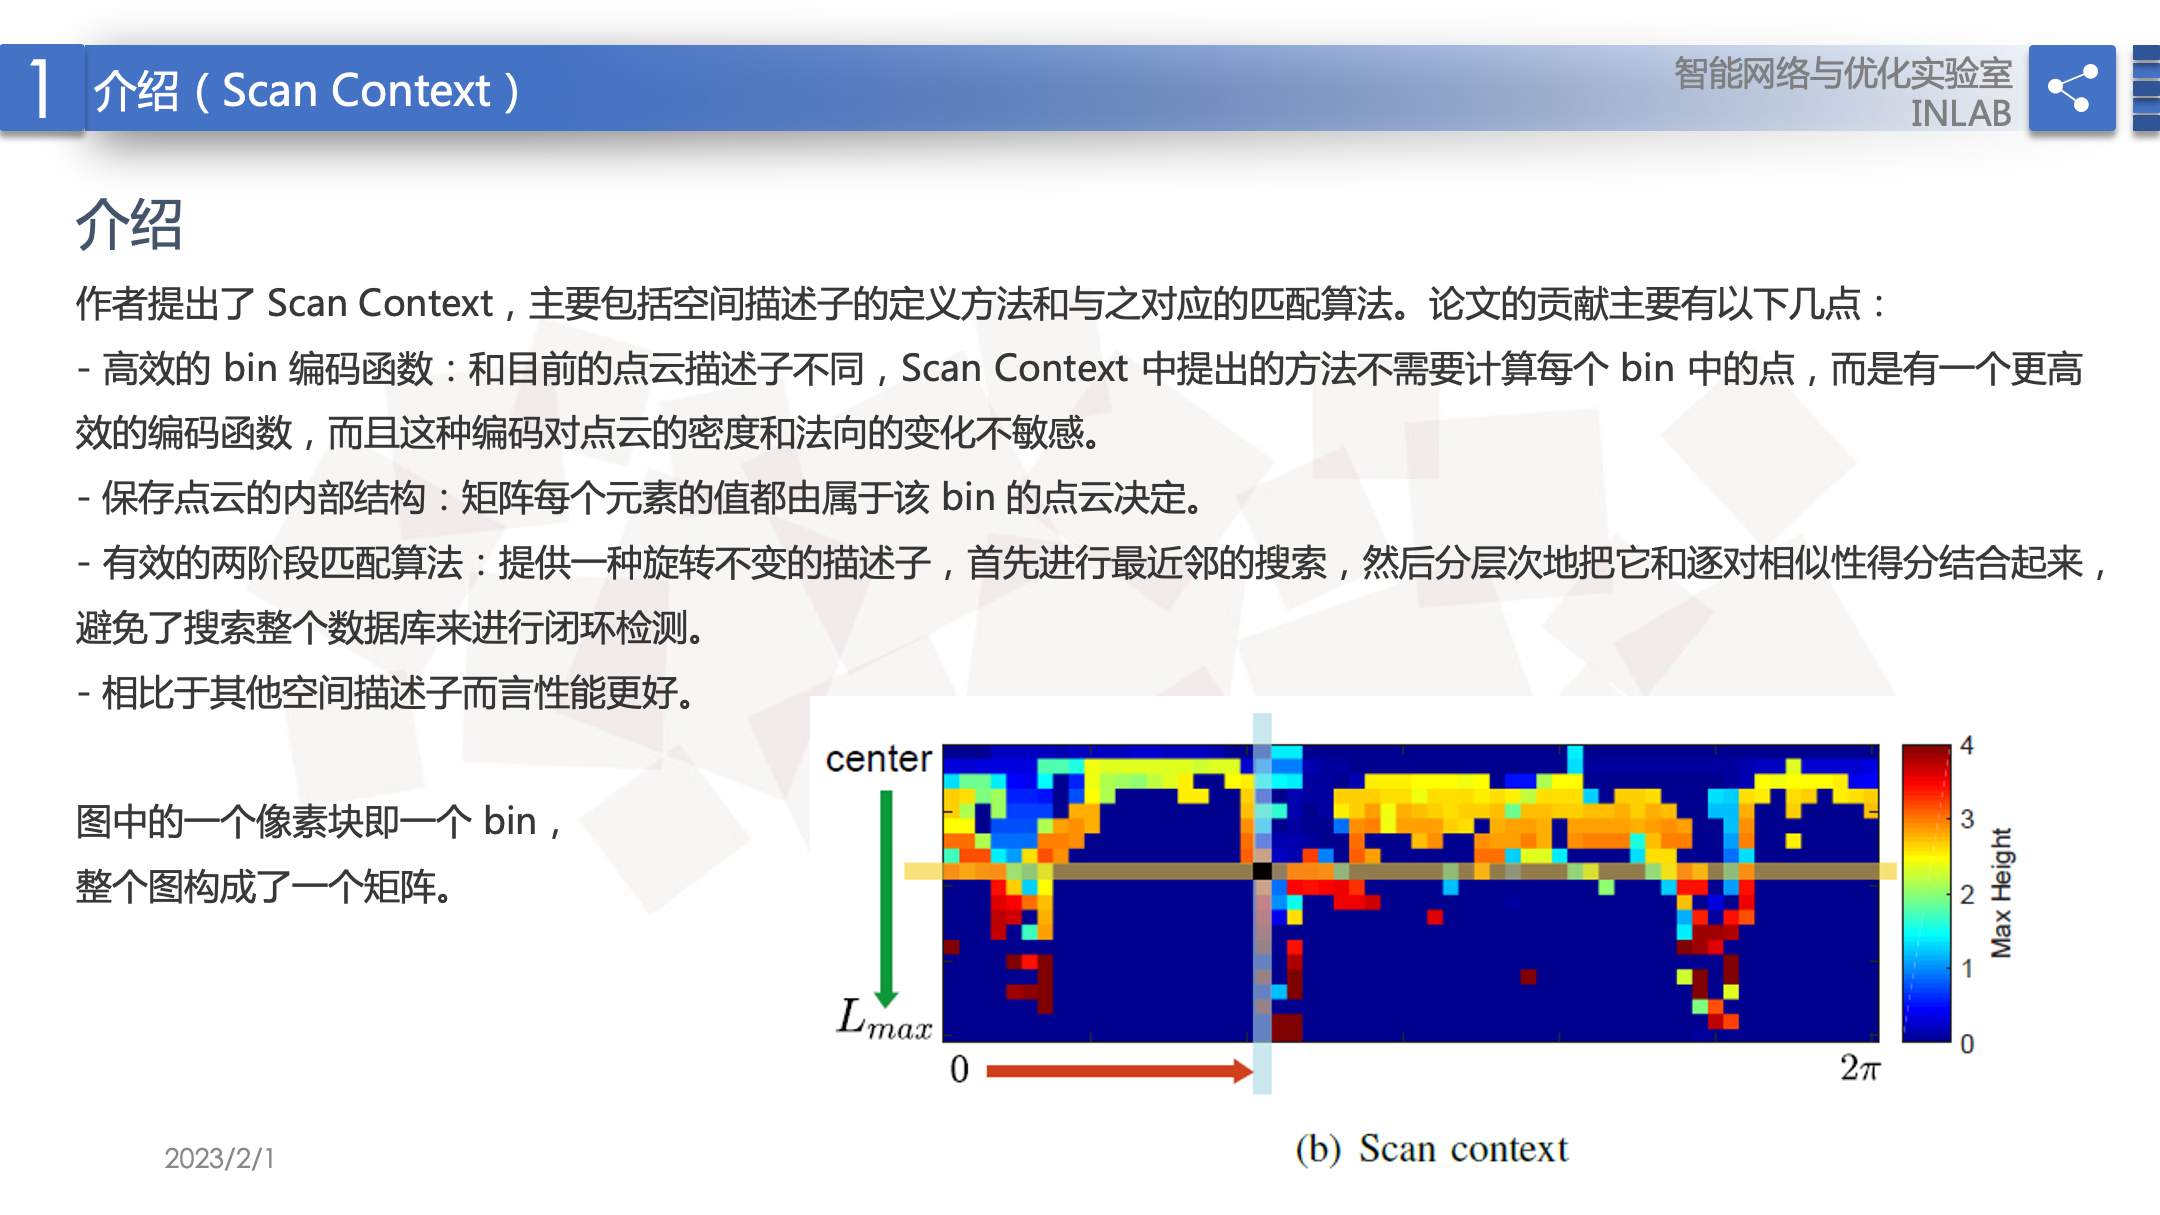 1
介绍（Scan Context）
智能网络与优化实验室
INLAB
介绍
作者提出了 Scan Context，主要包括空间描述子的定义方法和与之对应的匹配算法。论文的贡献主要有以下几点：
- 高效的 bin 编码函数：和目前的点云描述子不同，Scan Context 中提出的方法不需要计算每个 bin 中的点，而是有一个更高
效的编码函数，而且这种编码对点云的密度和法向的变化不敏感。
- 保存点云的内部结构：矩阵每个元素的值都由属于该 bin 的点云决定。
- 有效的两阶段匹配算法：提供一种旋转不变的描述子，首先进行最近邻的搜索，然后分层次地把它和逐对相似性得分结合起来，
避免了搜索整个数据库来进行闭环检测。
- 相比于其他空间描述子而言性能更好。
图中的一个像素块即一个 bin，
整个图构成了一个矩阵。
center
L_max
0
2π
4
3
2
1
0
Max Height
(b) Scan context
2023/2/1